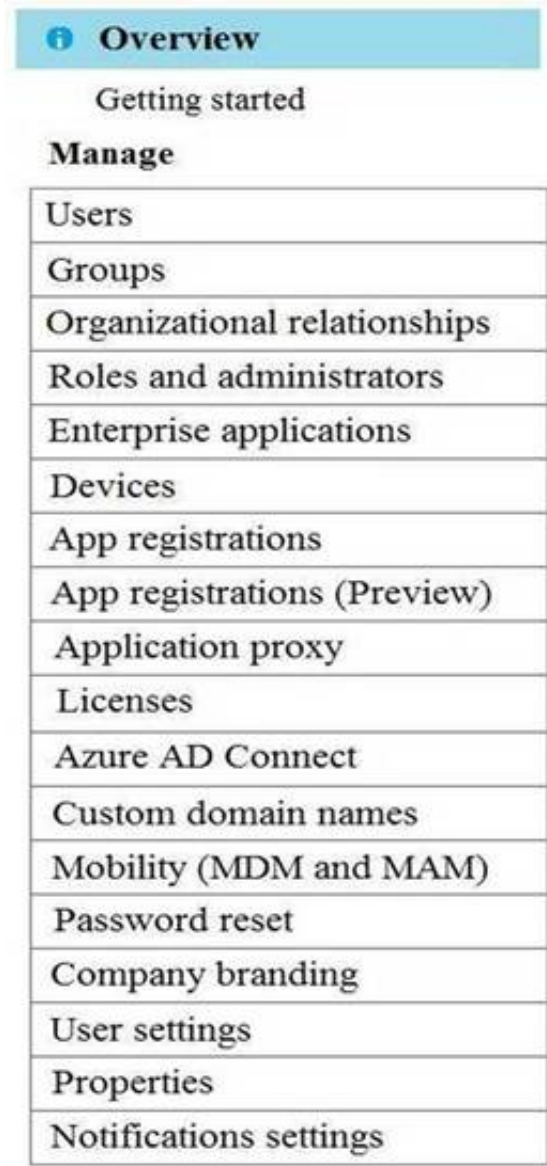 Overview
Getting started
Manage
Users
Groups
Organizational relationships
Roles and administrators
Enterprise applications
Devices
App registrations
App registrations (Preview)
Application proxy
Licenses
Azure AD Connect
Custom domain names
Mobility (MDM and MAM)
Password reset
Company branding
User settings
Properties
Notifications settings